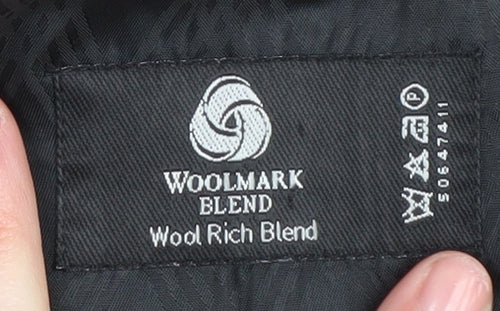 WOOLMARK
BLEND
Wool Rich Blend
P
50647411